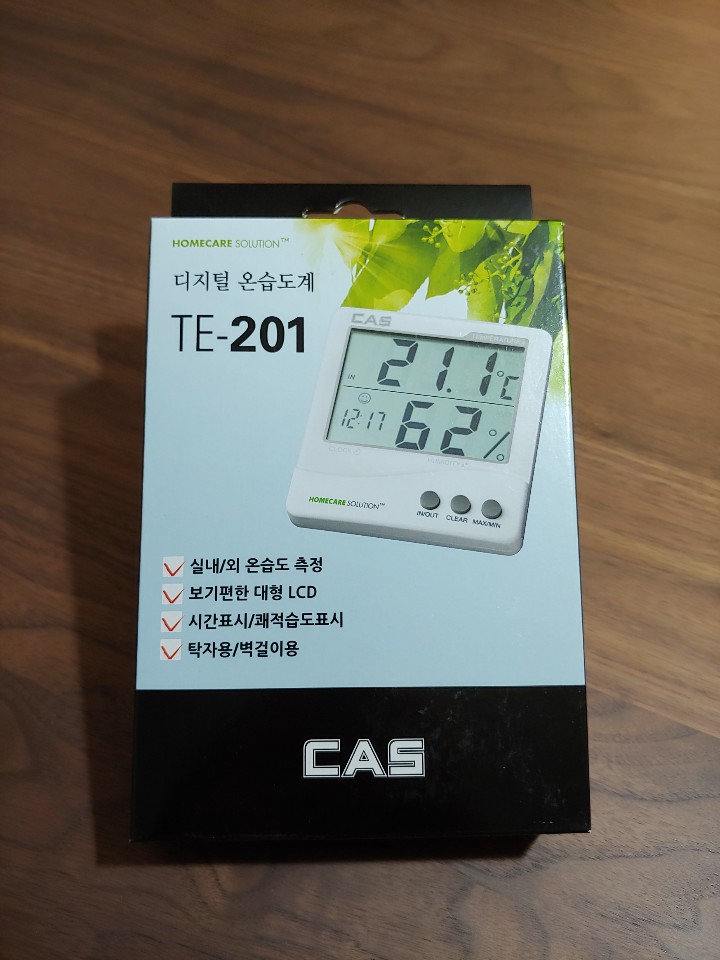 HOMECARE SOLUTION™
디지털 온습도계
TE-201
CAS
IN
21.1°C
12:17
62%
HOMECARE SOLUTION™
IN/OUT CLEAR MAX/MIN
실내/외 온습도 측정
보기편한 대형 LCD
시간표시/쾌적습도표시
탁자용/벽걸이용
CAS